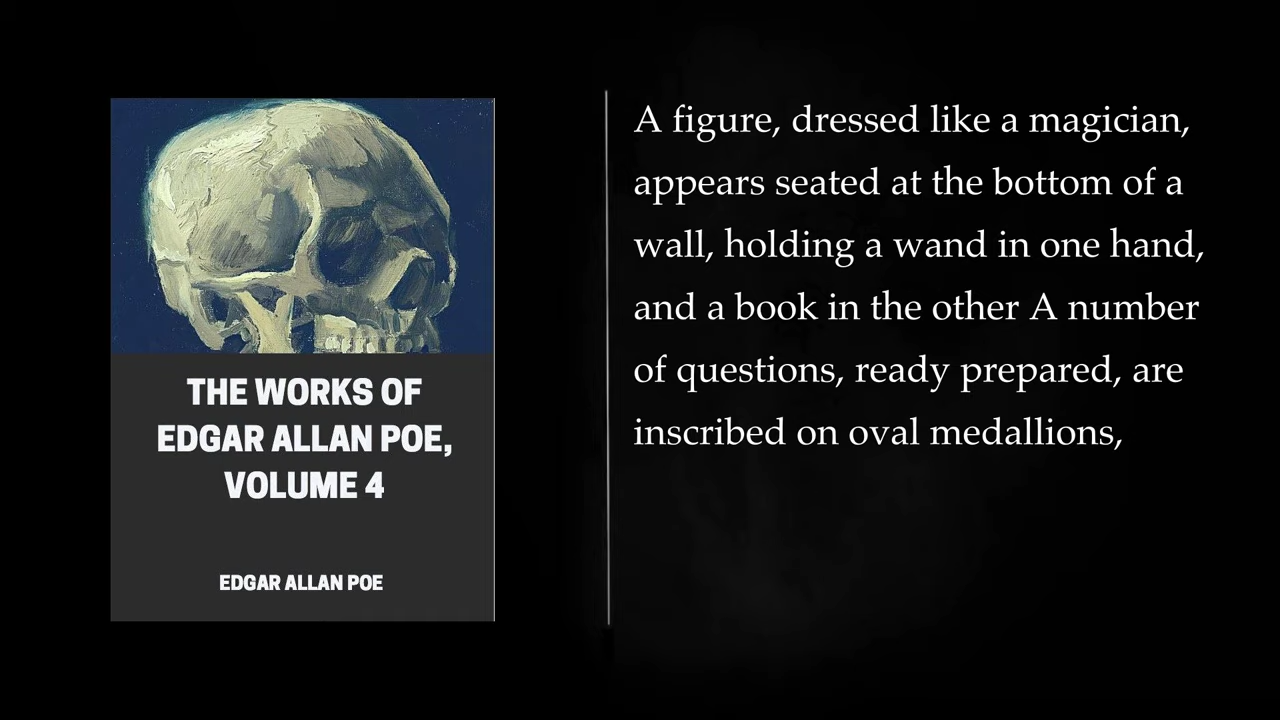 THE WORKS OF
EDGAR ALLAN POE,
VOLUME 4
EDGAR ALLAN POE
A figure, dressed like a magician,
appears seated at the bottom of a
wall, holding a wand in one hand,
and a book in the other A number
of questions, ready prepared, are
inscribed on oval medallions,